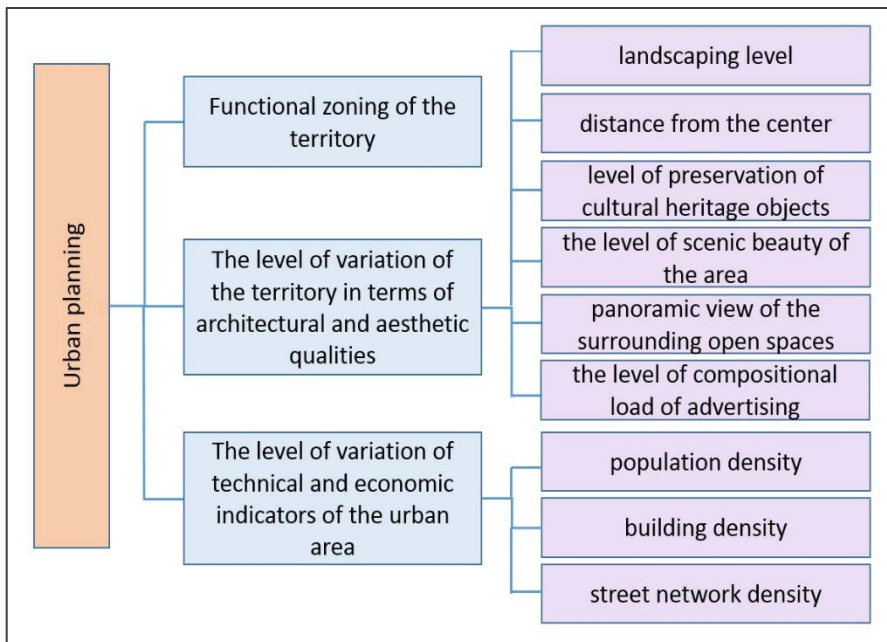 Urban planning
Functional zoning of the
territory
The level of variation of
the territory in terms of
architectural and aesthetic
qualities
The level of variation of
technical and economic
indicators of the urban
area
landscaping level
distance from the center
level of preservation of
cultural heritage objects
the level of scenic beauty of
the area
panoramic view of the
surrounding open spaces
the level of compositional
load of advertising
population density
building density
street network density